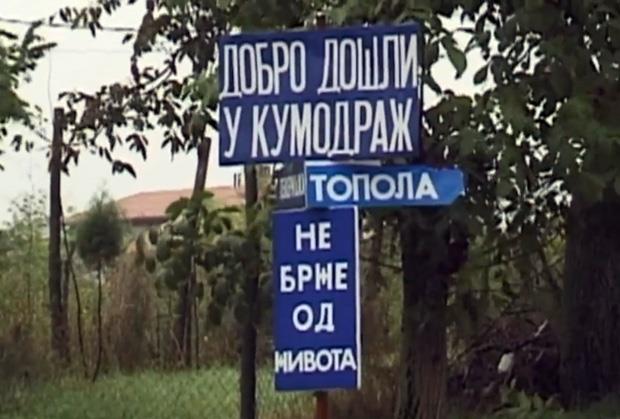 ДОБРО ДОШЛИ
У КУМОДРАЖ
ТОПОЛА
НЕ
БРЖЕ
ОД
ЖИВОТА